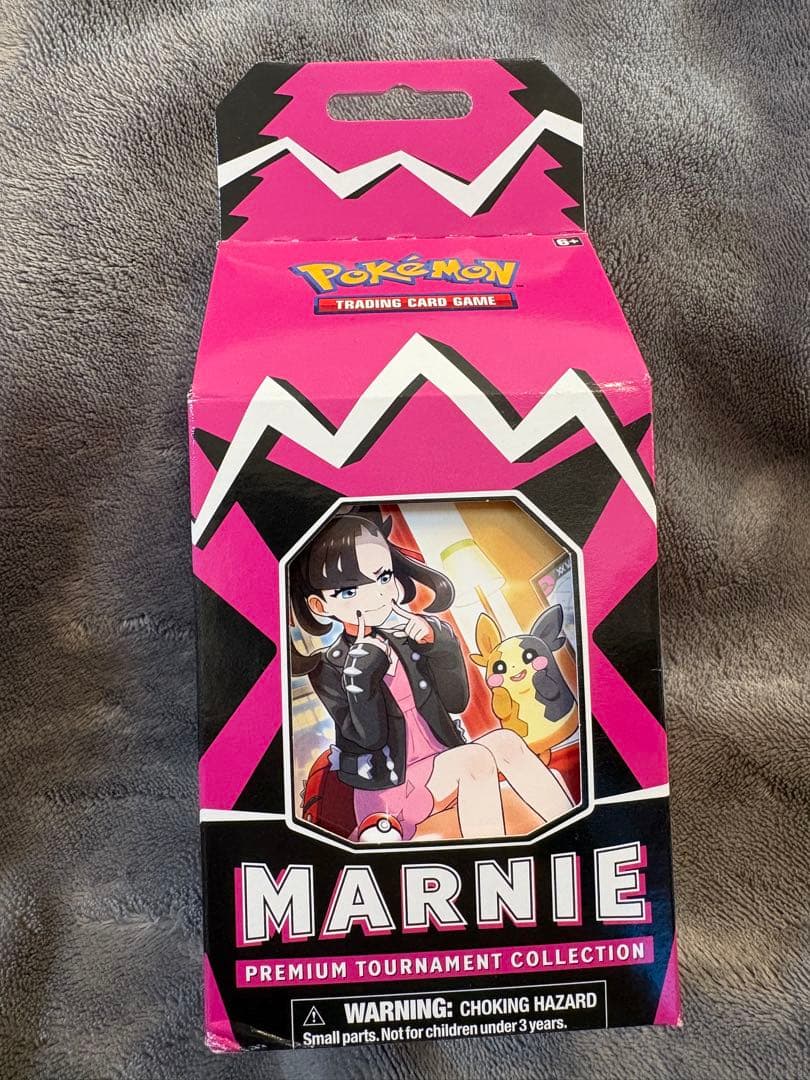 6+
POKéMON™
TRADING CARD GAME
MARNIE
PREMIUM TOURNAMENT COLLECTION
⚠ WARNING: CHOKING HAZARD
Small parts. Not for children under 3 years.